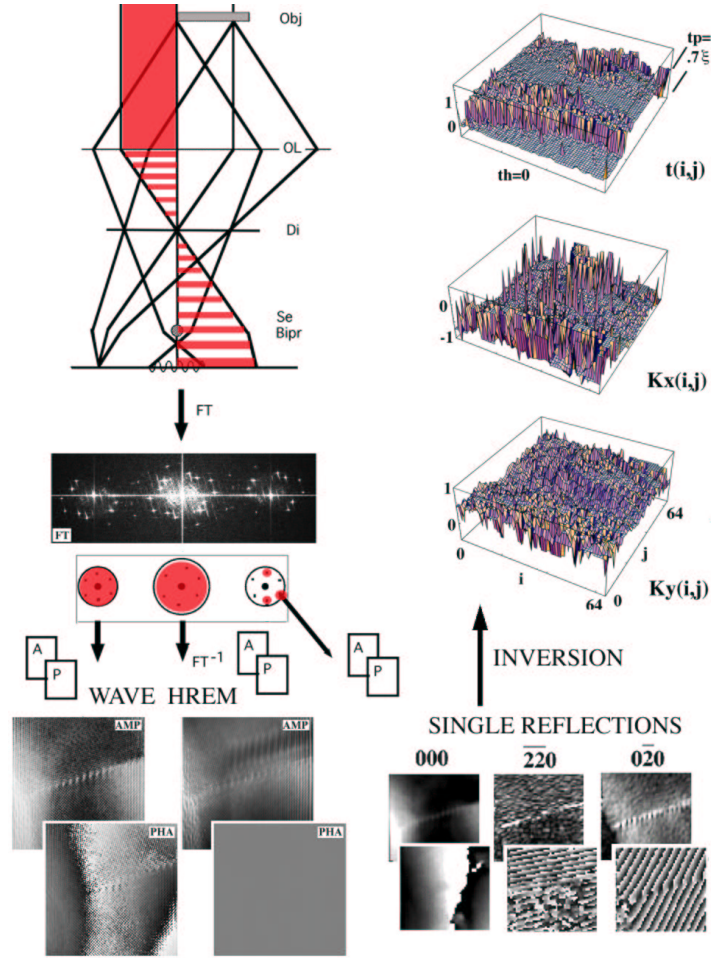 Obj
OL
Di
Se
Bipr
FT
FT
FT-1
A
P
A
P
A
P
WAVE HREM
AMP
AMP
PHA
PHA
tp=
.7ξ
1
0
th=0
t(i,j)
0
-1
Kx(i,j)
1
0
0
i
64
0
j
64
Ky(i,j)
INVERSION
SINGLE REFLECTIONS
000
2̅2̅0
02̅0